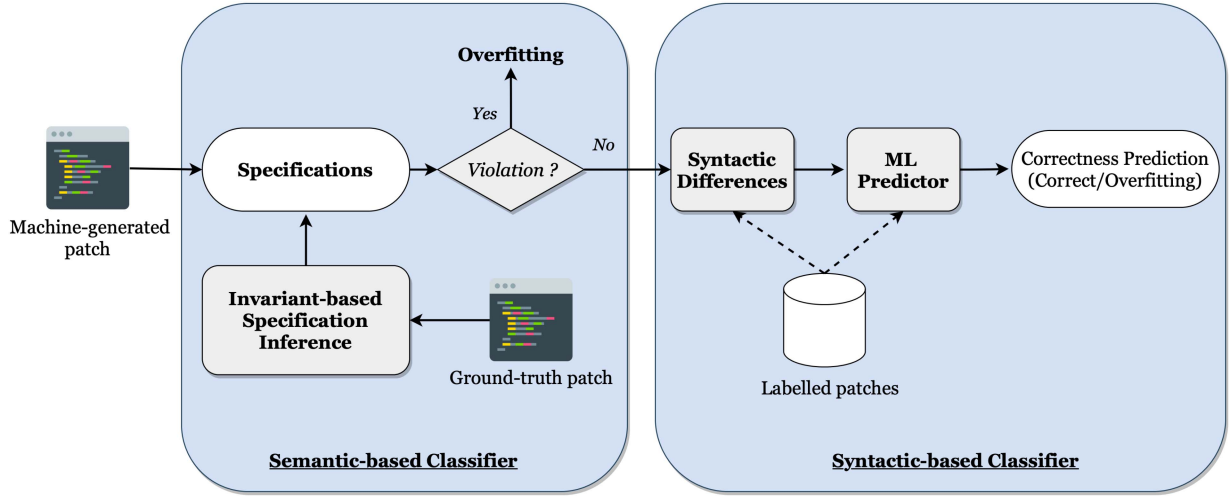 Machine-generated
patch
Specifications
Invariant-based
Specification
Inference
Ground-truth patch
Violation ?
Yes
Overfitting
No
Semantic-based Classifier
Syntactic
Differences
ML
Predictor
Correctness Prediction
(Correct/Overfitting)
Labelled patches
Syntactic-based Classifier